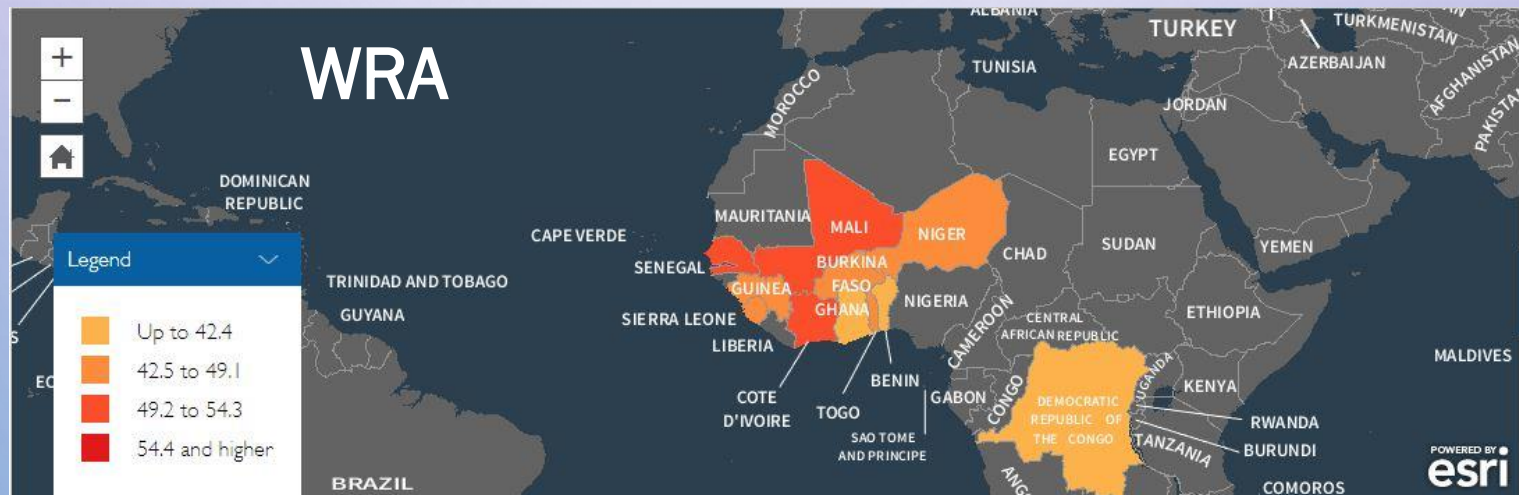 WRA
+
−
Legend
Up to 42.4
42.5 to 49.1
49.2 to 54.3
54.4 and higher
ALBANIA
TURKEY
TURKMENISTAN
AZERBAIJAN
AFGHANISTAN
PAKISTAN
TUNISIA
MOROCCO
JORDAN
EGYPT
DOMINICAN
REPUBLIC
CAPE VERDE
MAURITANIA
MALI
NIGER
CHAD
SUDAN
YEMEN
TRINIDAD AND TOBAGO
GUYANA
SENEGAL
GUINEA
BURKINA
FASO
GHANA
NIGERIA
SIERRA LEONE
LIBERIA
CAMEROON
CENTRAL
AFRICAN REPUBLIC
ETHIOPIA
MALDIVES
COTE
D'IVOIRE
TOGO
BENIN
SAO TOME
AND PRINCIPE
GABON
CONGO
DEMOCRATIC
REPUBLIC OF
THE CONGO
UGANDA
KENYA
RWANDA
BURUNDI
TANZANIA
COMOROS
BRAZIL
POWERED BY
esri